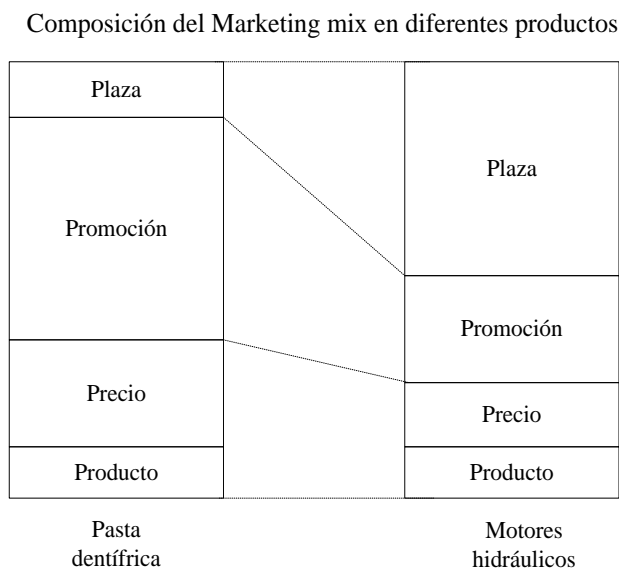 Composición del Marketing mix en diferentes productos
Plaza
Promoción
Precio
Producto
Pasta
dentífrica
Plaza
Promoción
Precio
Producto
Motores
hidráulicos